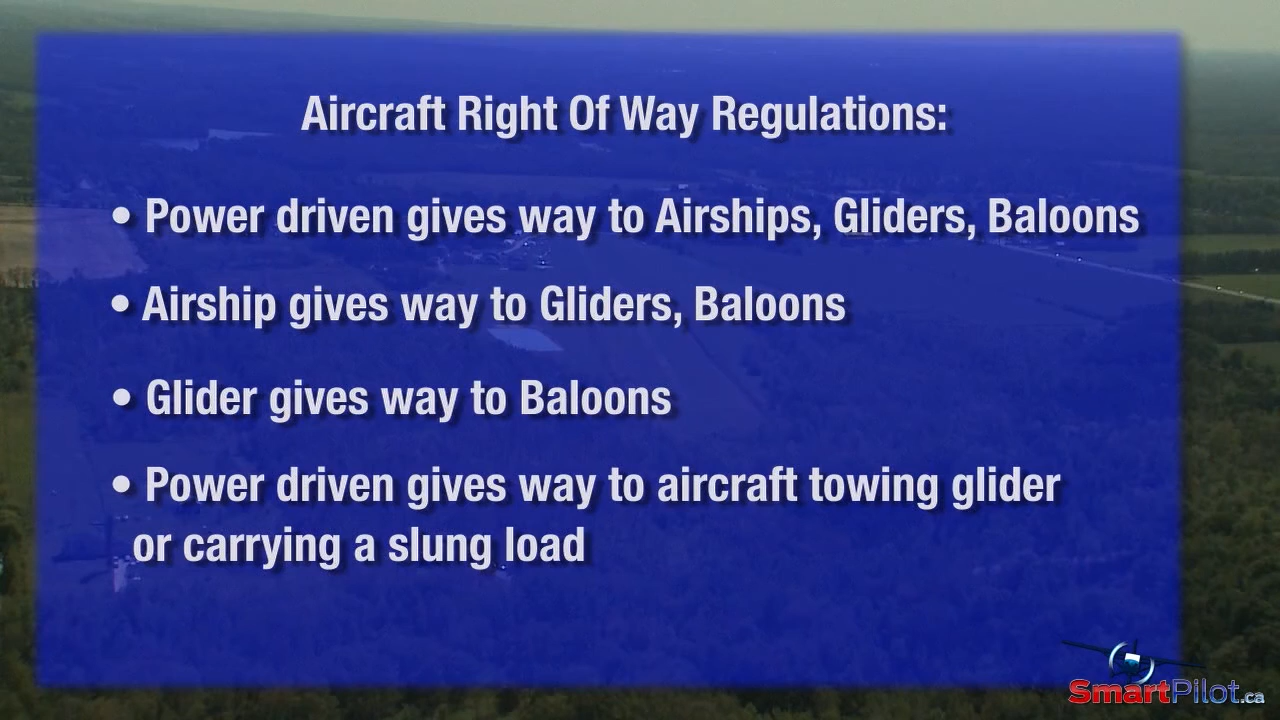 Aircraft Right Of Way Regulations:
• Power driven gives way to Airships, Gliders, Baloons
• Airship gives way to Gliders, Baloons
• Glider gives way to Baloons
• Power driven gives way to aircraft towing glider
or carrying a slung load
SmartPilot.ca